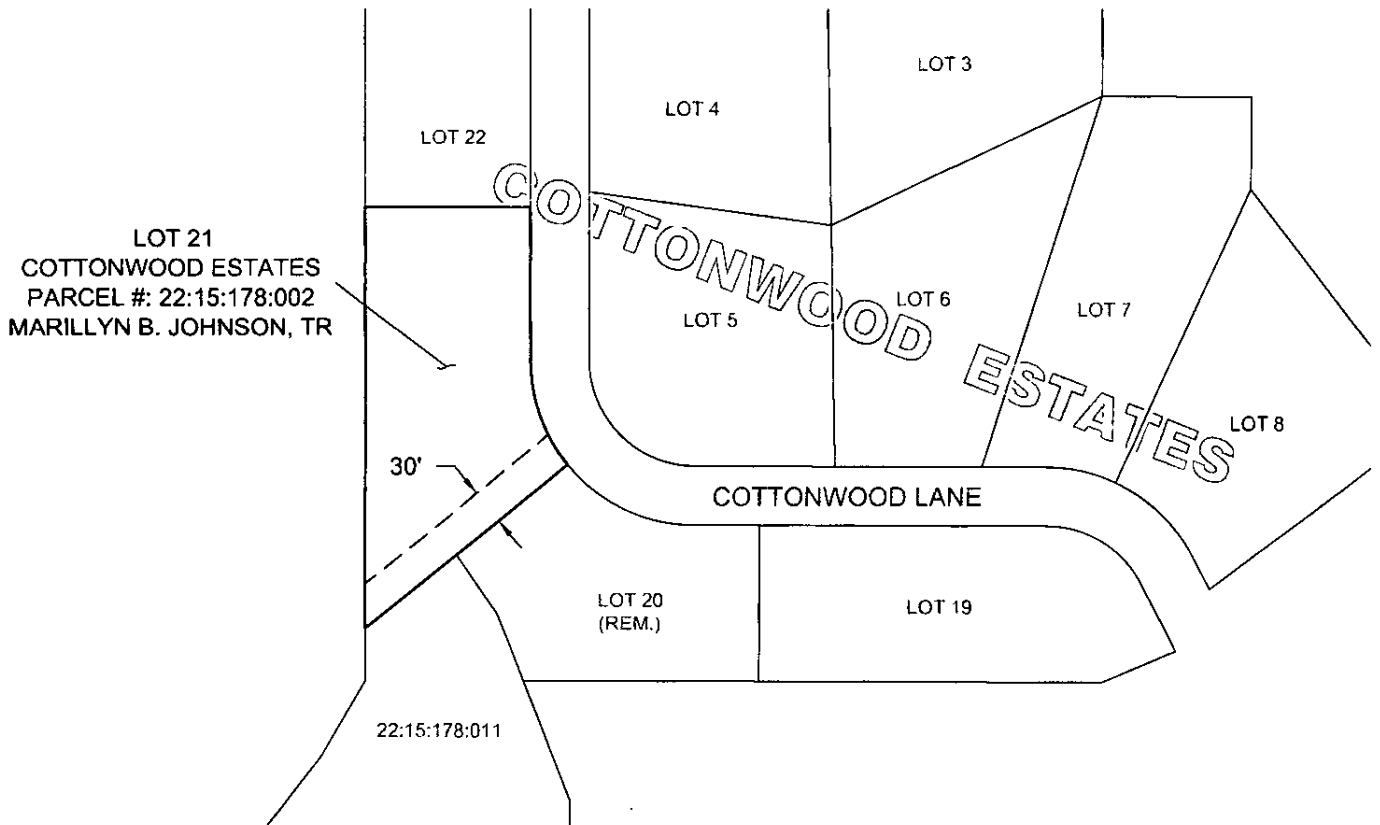 LOT 3
LOT 4
LOT 22
COTTONWOOD ESTATES
LOT 21
COTTONWOOD ESTATES
PARCEL #: 22:15:178:002
MARILLYN B. JOHNSON, TR
LOT 5
LOT 6
LOT 7
LOT 8
30'
COTTONWOOD LANE
LOT 20
(REM.)
LOT 19
22:15:178:011